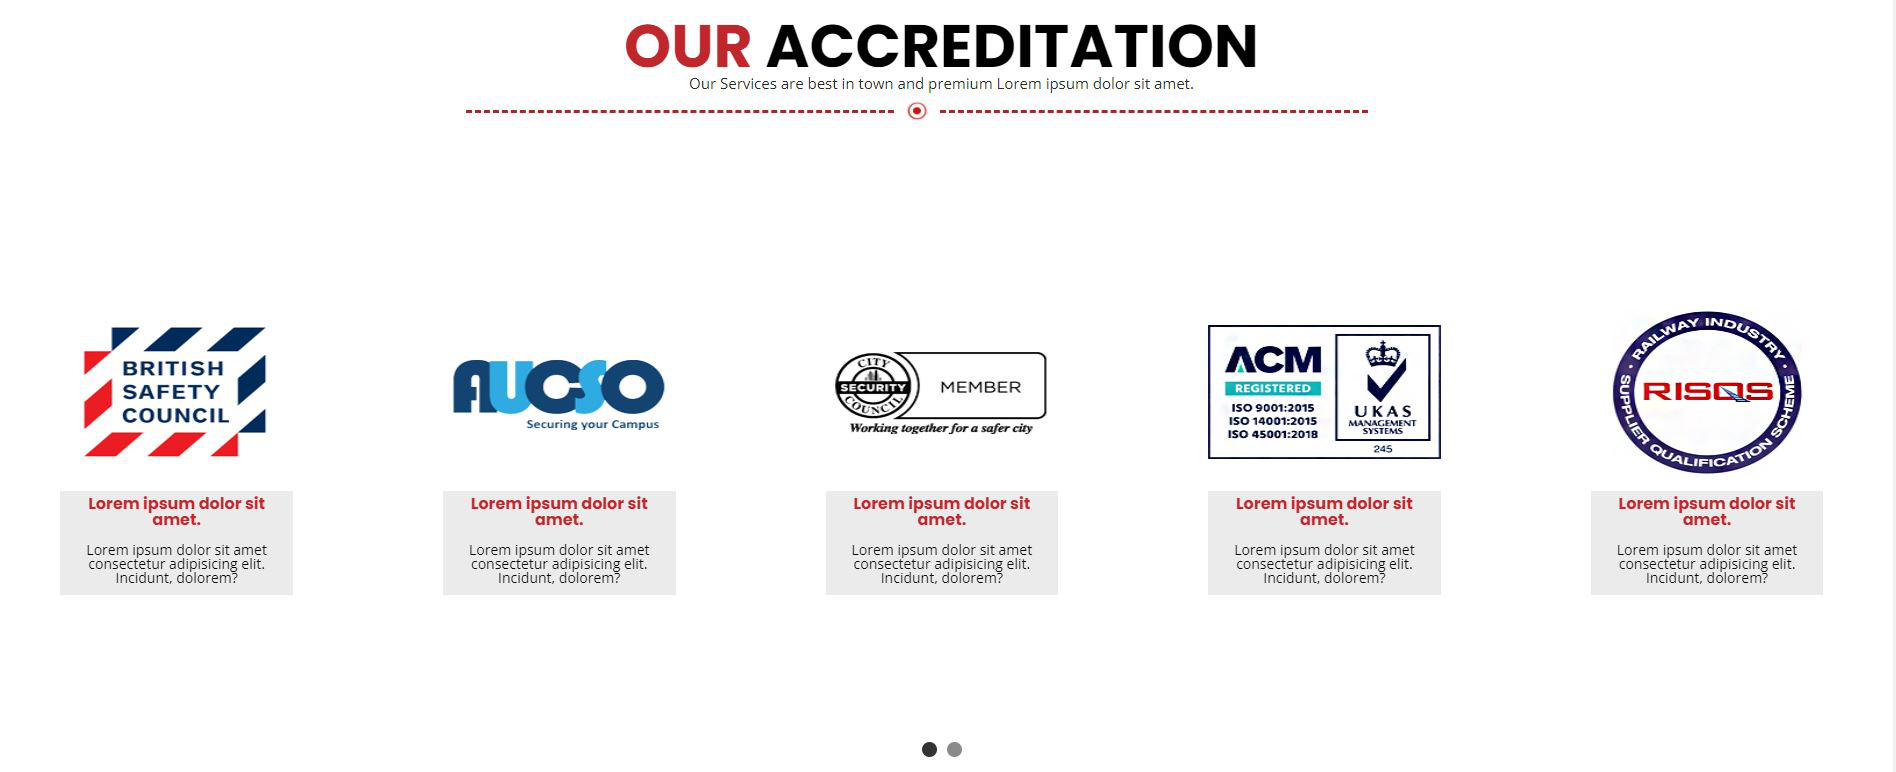 OUR ACCREDITATION
Our Services are best in town and premium Lorem ipsum dolor sit amet.
BRITISH
SAFETY
COUNCIL
AUCSO
Securing your Campus
CITY
SECURITY
COUNCIL
MEMBER
Working together for a safer city
ACM
REGISTERED
ISO 9001:2015
ISO 14001:2015
ISO 45001:2018
UKAS
MANAGEMENT
SYSTEMS
245
RAILWAY INDUSTRY
RISQS
SUPPLIER QUALIFICATION SCHEME
Lorem ipsum dolor sit
amet.
Lorem ipsum dolor sit amet
consectetur adipisicing elit.
Incidunt, dolorem?
Lorem ipsum dolor sit
amet.
Lorem ipsum dolor sit amet
consectetur adipisicing elit.
Incidunt, dolorem?
Lorem ipsum dolor sit
amet.
Lorem ipsum dolor sit amet
consectetur adipisicing elit.
Incidunt, dolorem?
Lorem ipsum dolor sit
amet.
Lorem ipsum dolor sit amet
consectetur adipisicing elit.
Incidunt, dolorem?
Lorem ipsum dolor sit
amet.
Lorem ipsum dolor sit amet
consectetur adipisicing elit.
Incidunt, dolorem?